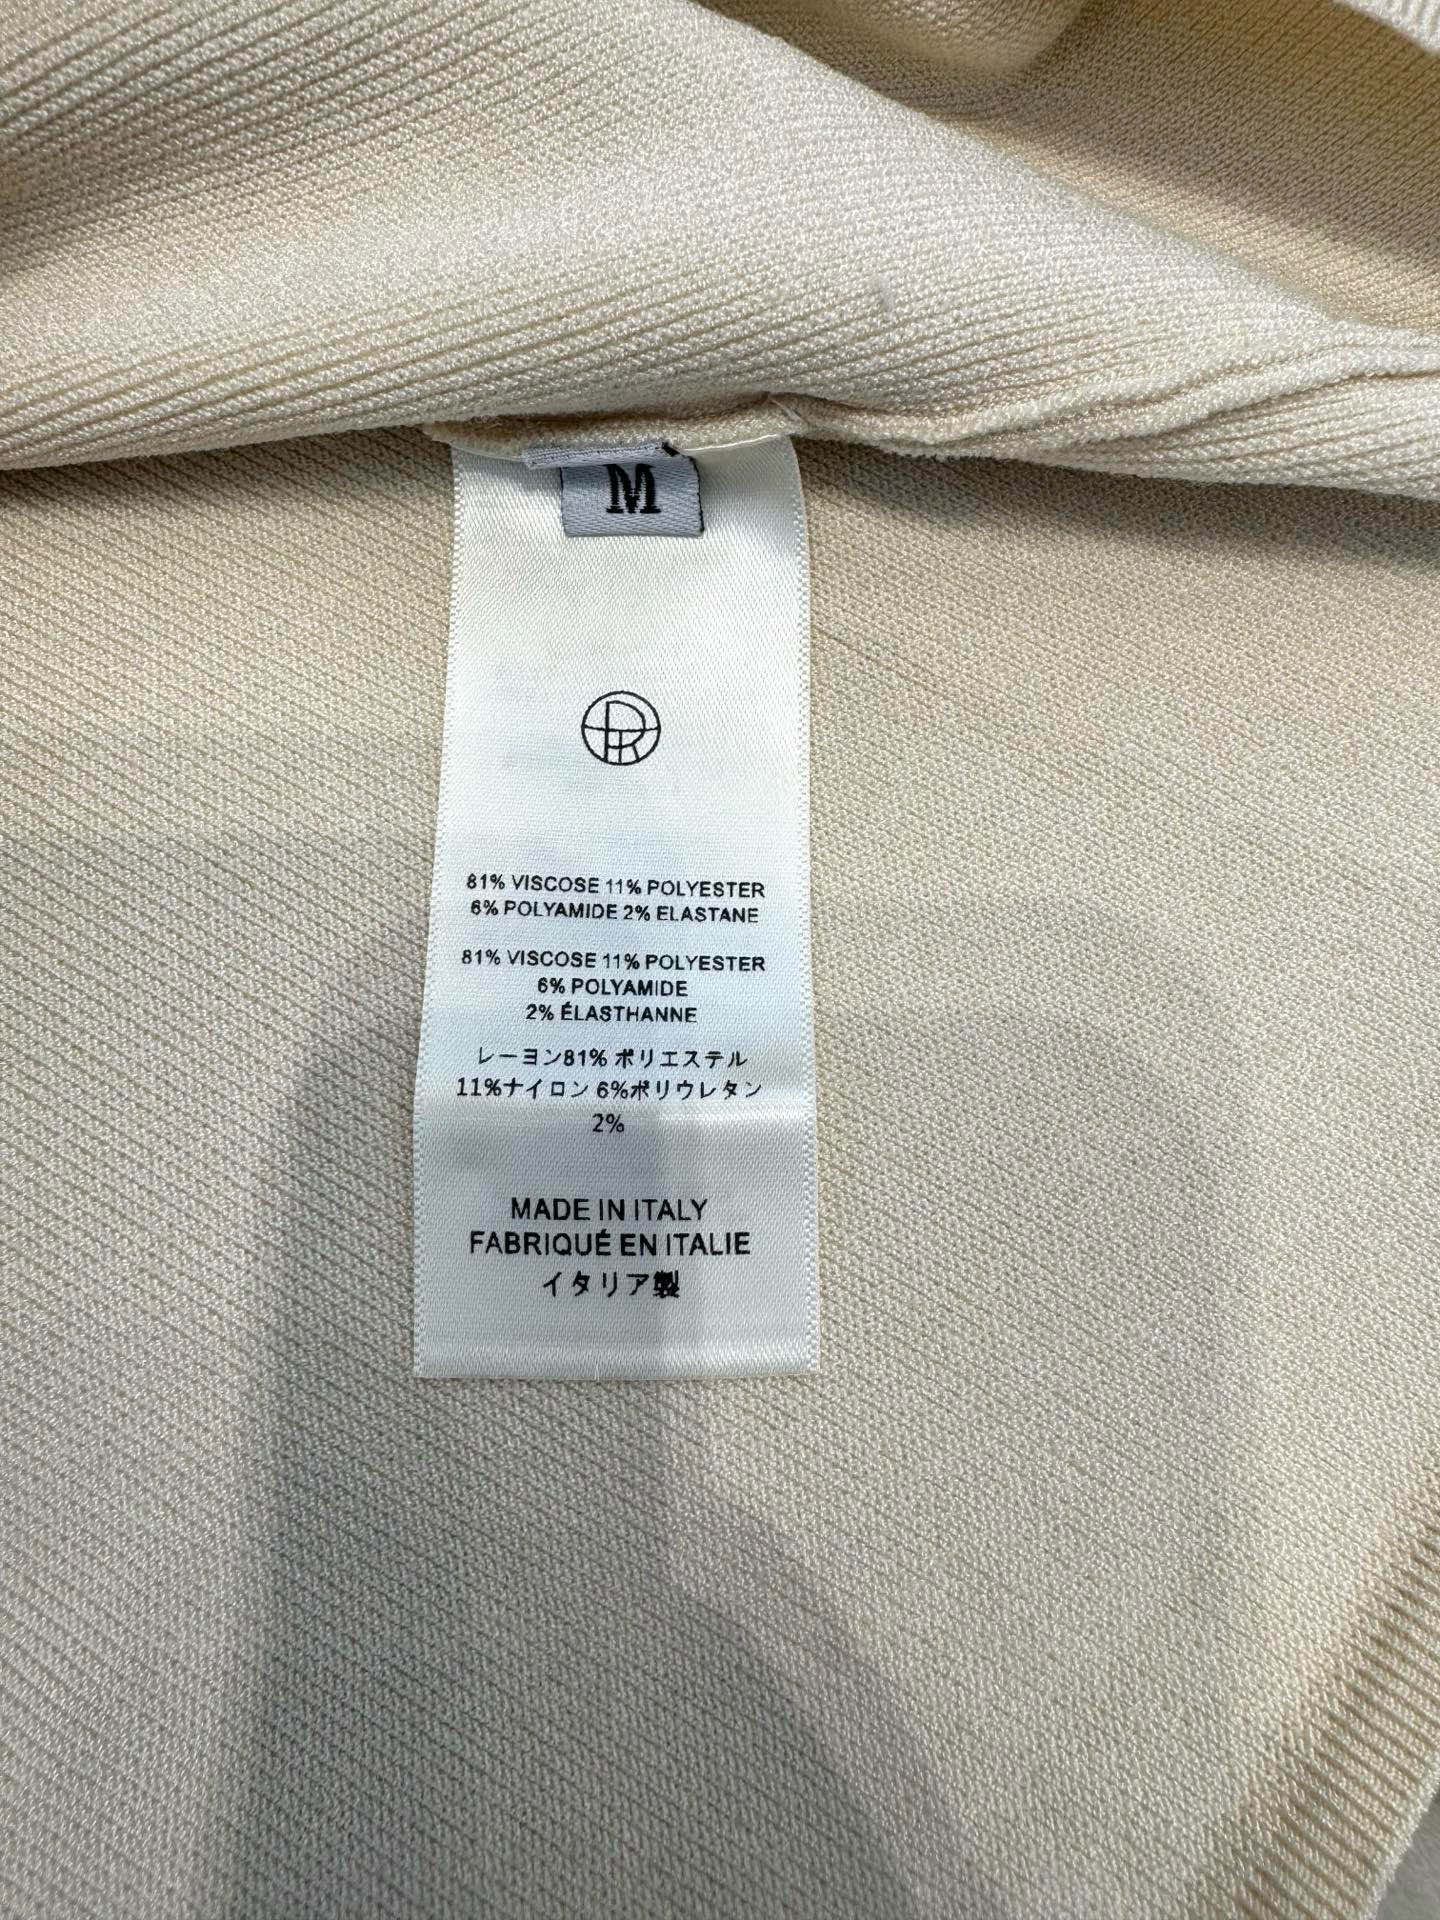 M
81% VISCOSE 11% POLYESTER
6% POLYAMIDE 2% ELASTANE
81% VISCOSE 11% POLYESTER
6% POLYAMIDE
2% ÉLASTHANNE
レーヨン81% ポリエステル
11%ナイロン 6%ポリウレタン
2%
MADE IN ITALY
FABRIQUÉ EN ITALIE
イタリア製